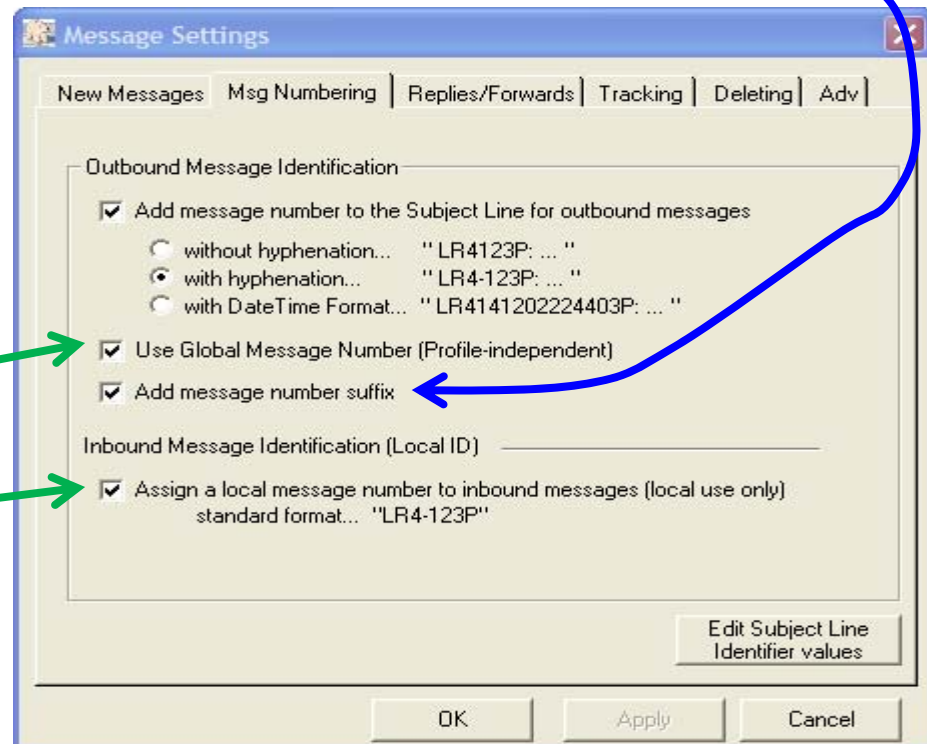 Message Settings
New Messages Msg Numbering Replies/Forwards Tracking Deleting Adv
Outbound Message Identification
Add message number to the Subject Line for outbound messages
without hyphenation... "LR4123P: ... "
with hyphenation... "LR4-123P: ... "
with DateTime Format... "LR4141202224403P: ... "
Use Global Message Number (Profile-independent)
Add message number suffix
Inbound Message Identification (Local ID)
Assign a local message number to inbound messages (local use only)
standard format... "LR4-123P"
Edit Subject Line
Identifier values
OK Apply Cancel